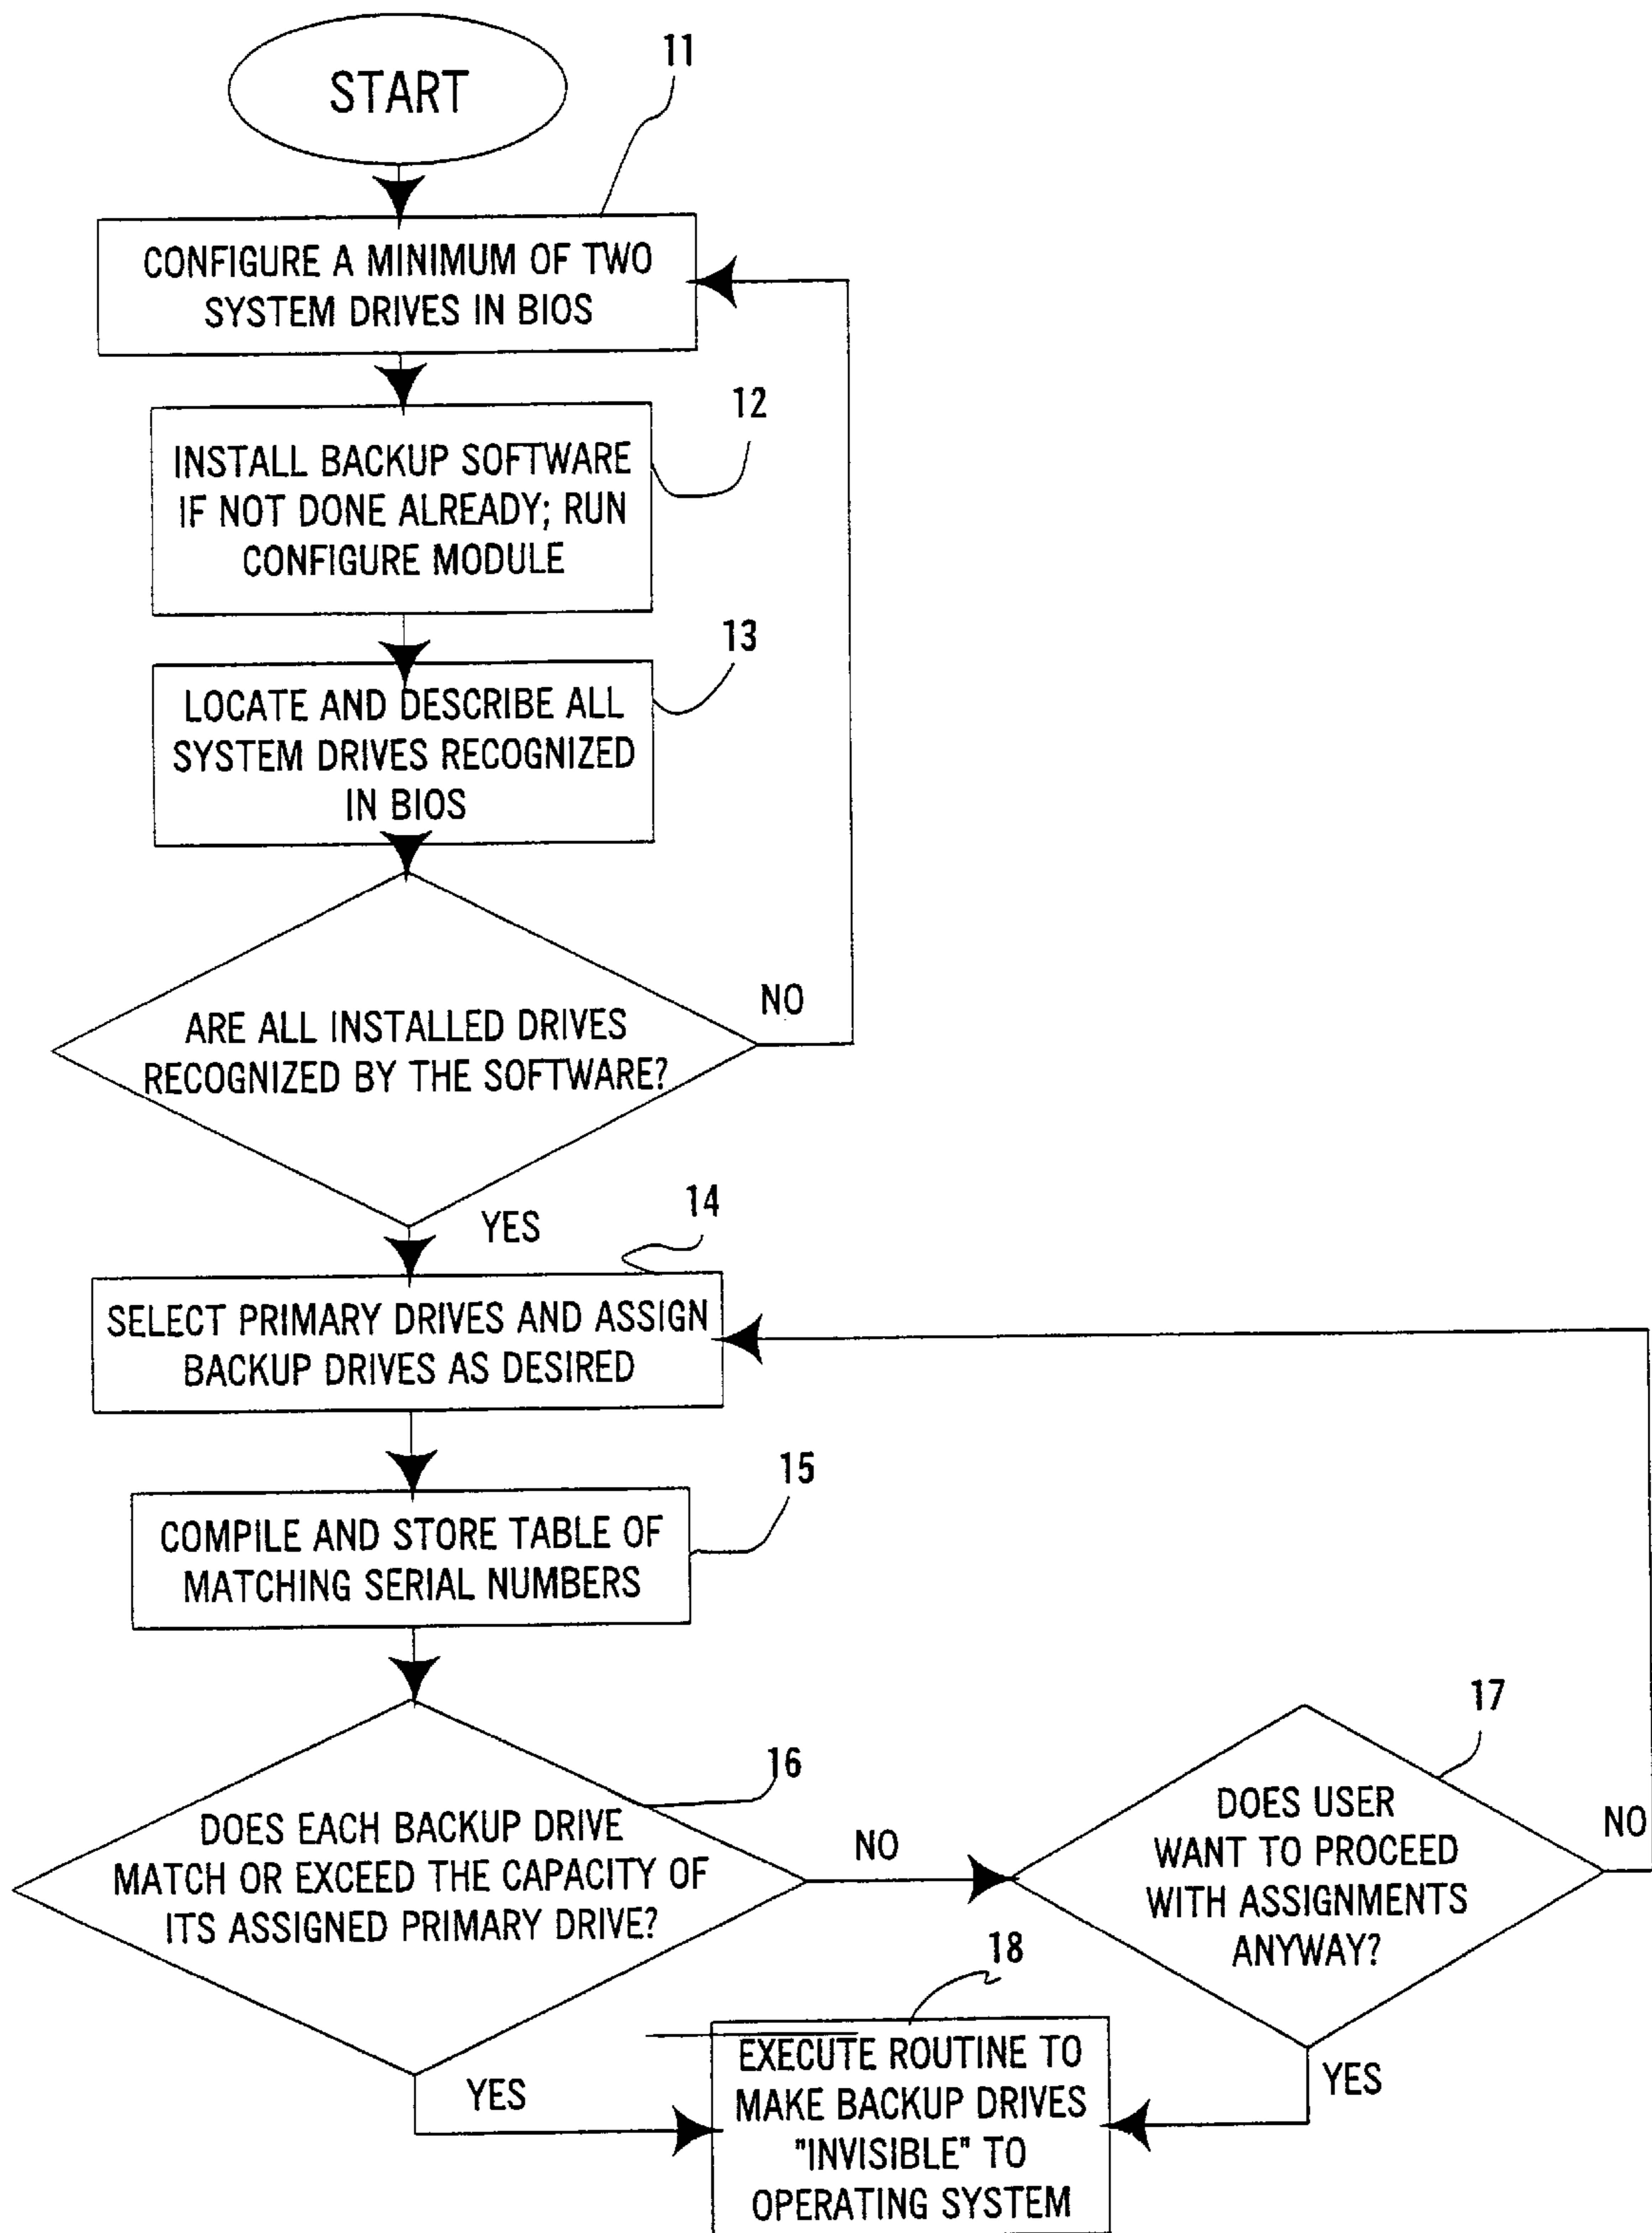 START
11
CONFIGURE A MINIMUM OF TWO
SYSTEM DRIVES IN BIOS
12
INSTALL BACKUP SOFTWARE
IF NOT DONE ALREADY; RUN
CONFIGURE MODULE
13
LOCATE AND DESCRIBE ALL
SYSTEM DRIVES RECOGNIZED
IN BIOS
NO
ARE ALL INSTALLED DRIVES
RECOGNIZED BY THE SOFTWARE?
YES
14
SELECT PRIMARY DRIVES AND ASSIGN
BACKUP DRIVES AS DESIRED
15
COMPILE AND STORE TABLE OF
MATCHING SERIAL NUMBERS
16
DOES EACH BACKUP DRIVE
MATCH OR EXCEED THE CAPACITY OF
ITS ASSIGNED PRIMARY DRIVE?
NO
17
DOES USER
WANT TO PROCEED
WITH ASSIGNMENTS
ANYWAY?
NO
YES
18
EXECUTE ROUTINE TO
MAKE BACKUP DRIVES
"INVISIBLE" TO
OPERATING SYSTEM
YES